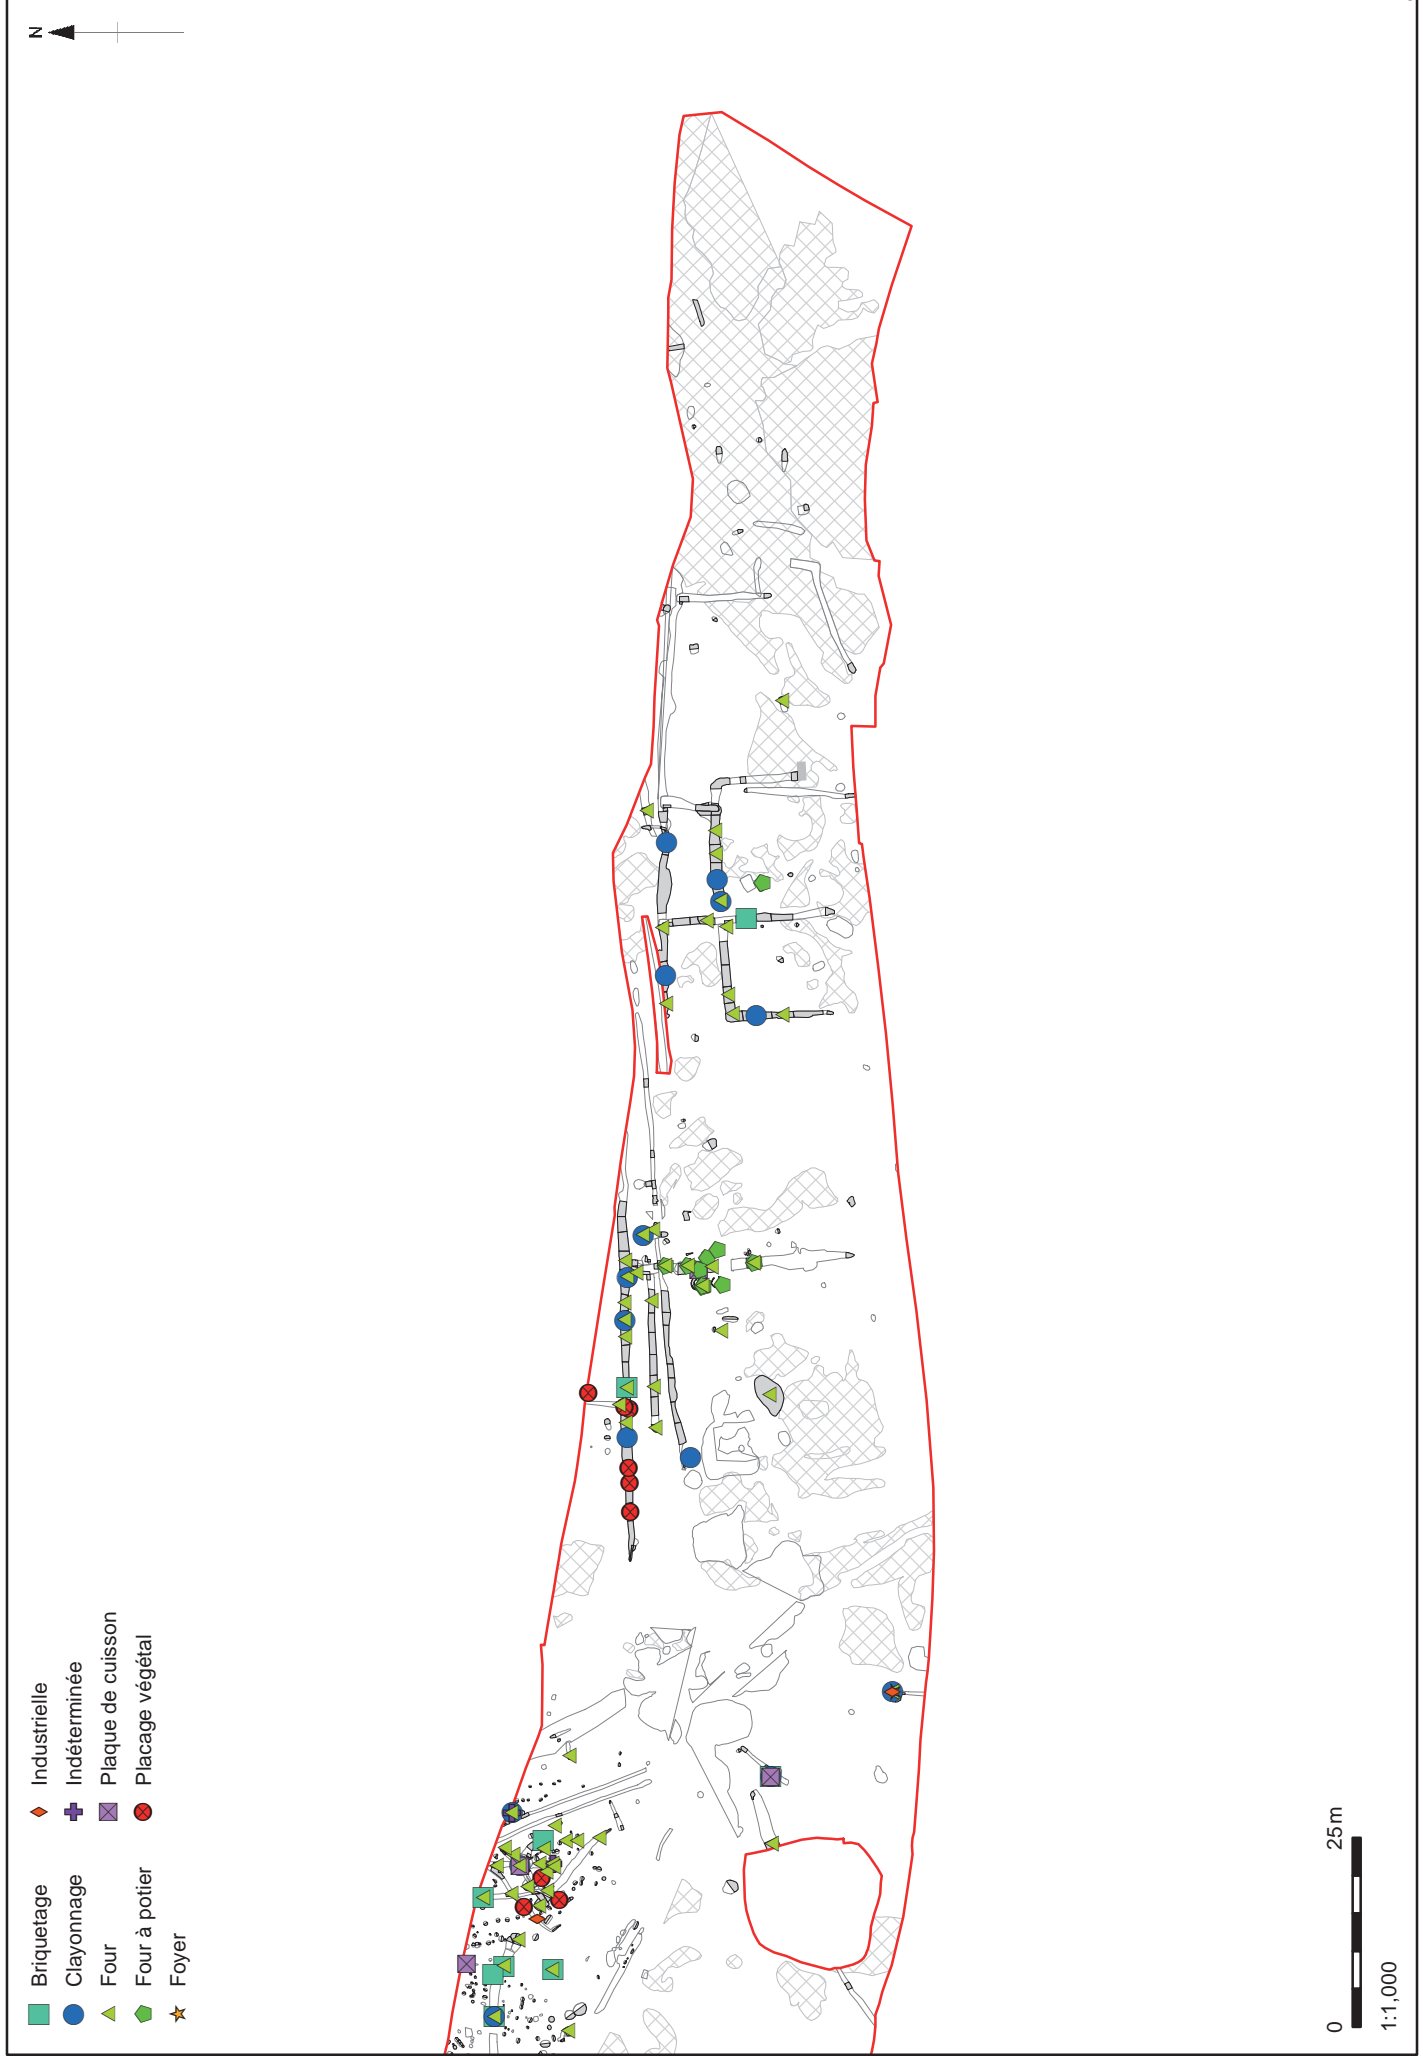 N
Briquetage
Clayonnage
Four
Four à potier
Foyer
Industrielle
Indéterminée
Plaque de cuisson
Placage végétal
0 25m
1:1,000